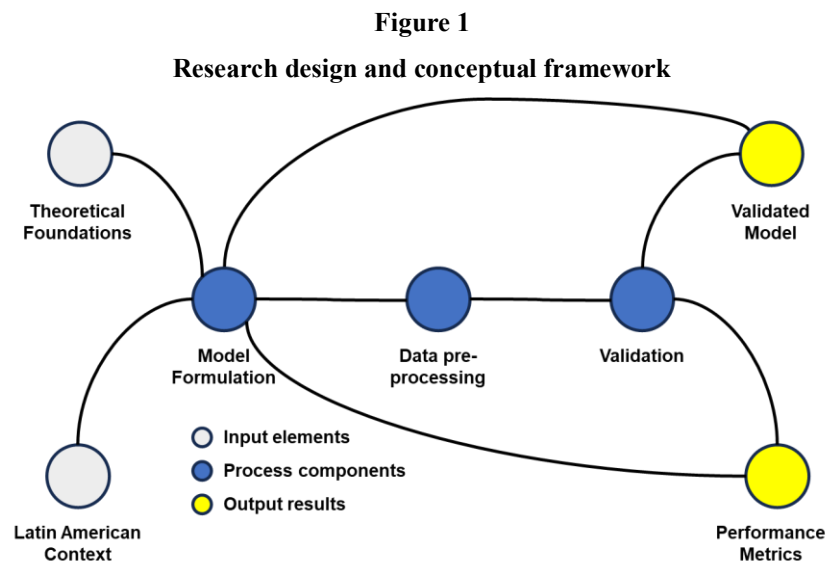 Figure 1
Research design and conceptual framework
Theoretical
Foundations
Validated
Model
Model
Formulation
Data pre-
processing
Validation
Input elements
Process components
Output results
Latin American
Context
Performance
Metrics